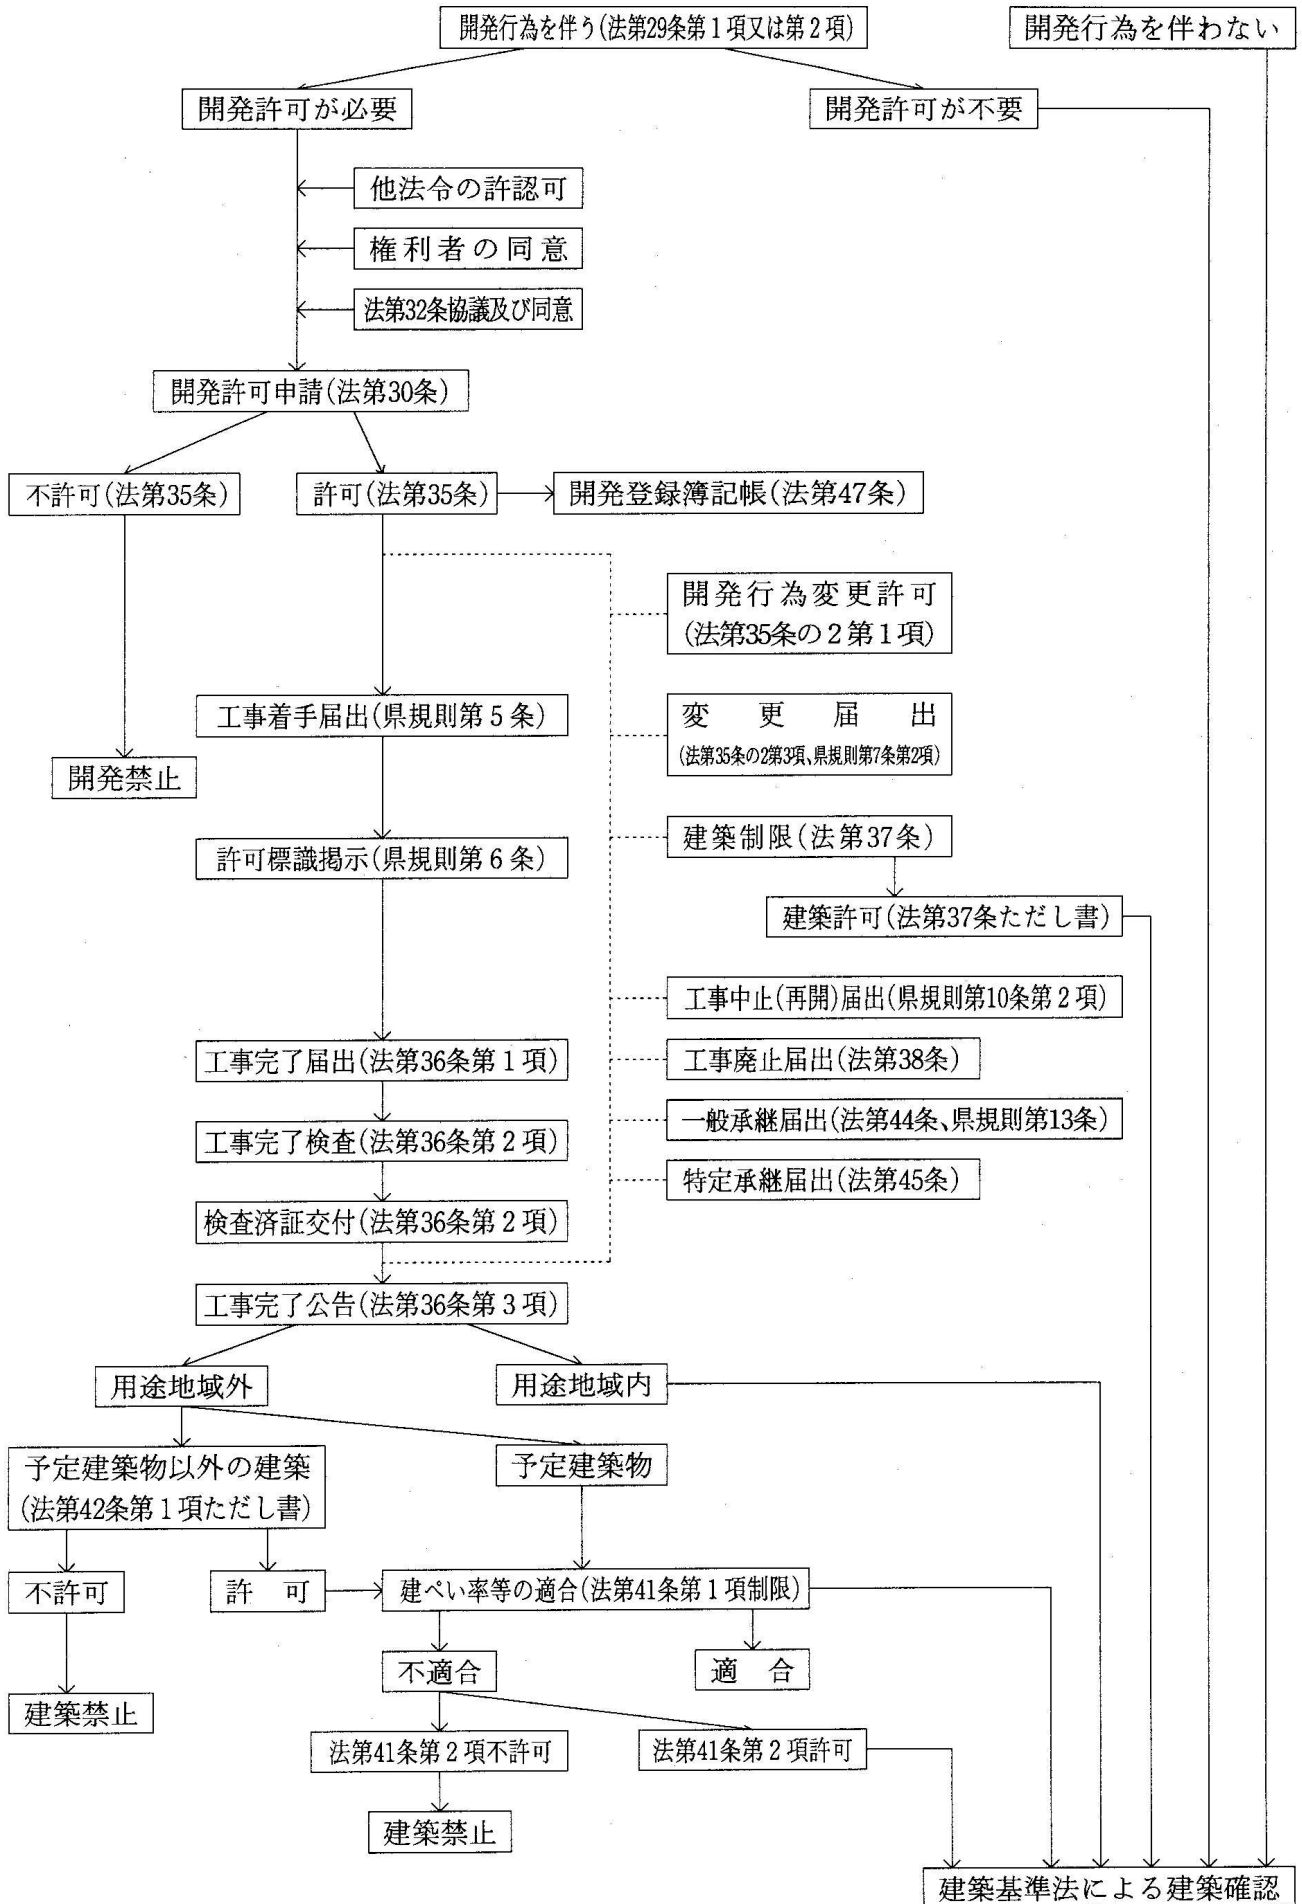 開発行為を伴う(法第29条第1項又は第2項)
開発行為を伴わない
開発許可が必要
開発許可が不要
他法令の許認可
権利者の同意
法第32条協議及び同意
開発許可申請(法第30条)
不許可(法第35条)
許可(法第35条)
開発登録簿記帳(法第47条)
開発行為変更許可
(法第35条の2第1項)
工事着手届出(県規則第5条)
変更届出
(法第35条の2第3項、県規則第7条第2項)
開発禁止
建築制限(法第37条)
許可標識掲示(県規則第6条)
建築許可(法第37条ただし書)
工事中止(再開)届出(県規則第10条第2項)
工事完了届出(法第36条第1項)
工事廃止届出(法第38条)
一般承継届出(法第44条、県規則第13条)
工事完了検査(法第36条第2項)
特定承継届出(法第45条)
検査済証交付(法第36条第2項)
工事完了公告(法第36条第3項)
用途地域外
用途地域内
予定建築物以外の建築
(法第42条第1項ただし書)
予定建築物
不許可
許可
建ぺい率等の適合(法第41条第1項制限)
不適合
適合
建築禁止
法第41条第2項不許可
法第41条第2項許可
建築禁止
建築基準法による建築確認